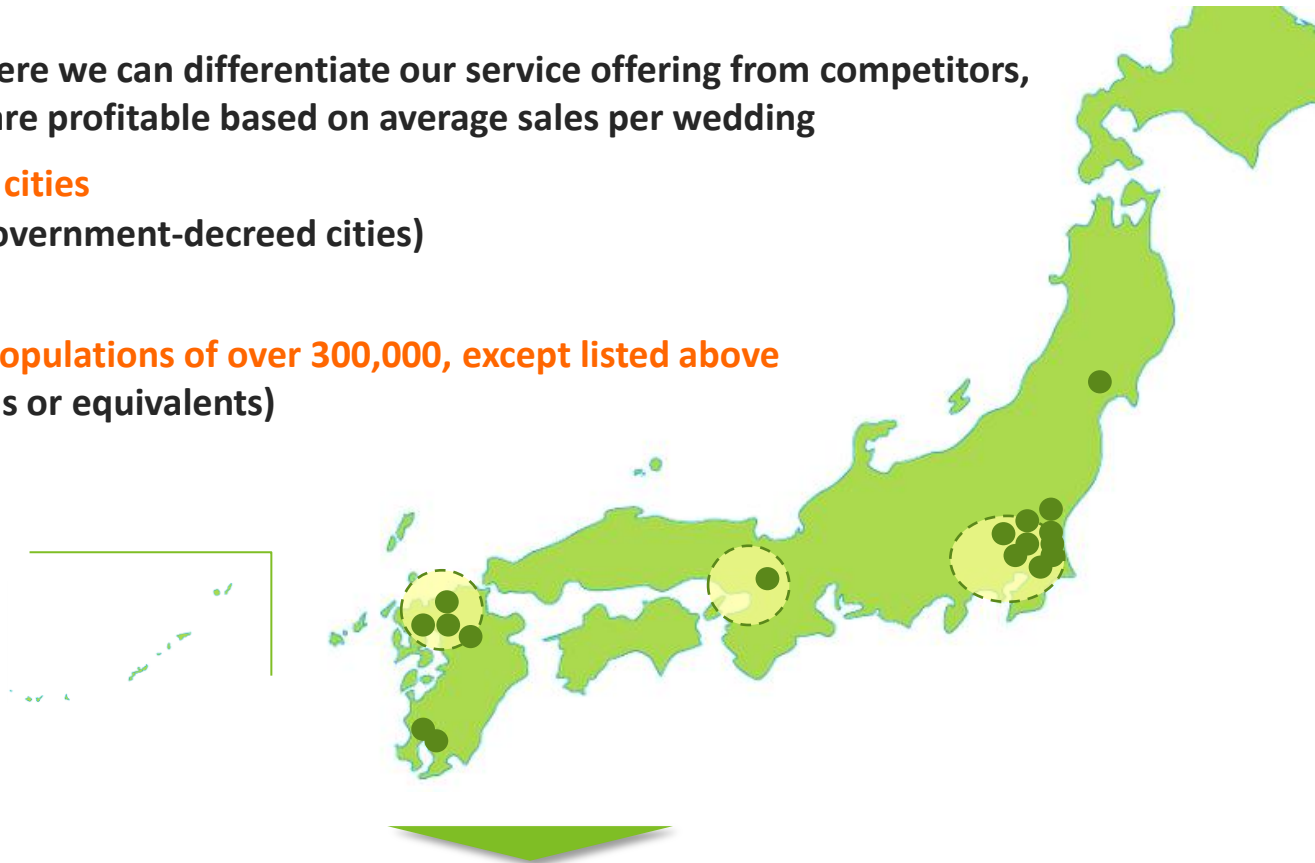 ere we can differentiate our service offering from competitors,
are profitable based on average sales per wedding
cities
overnment-decreed cities)
opulations of over 300,000, except listed above
s or equivalents)